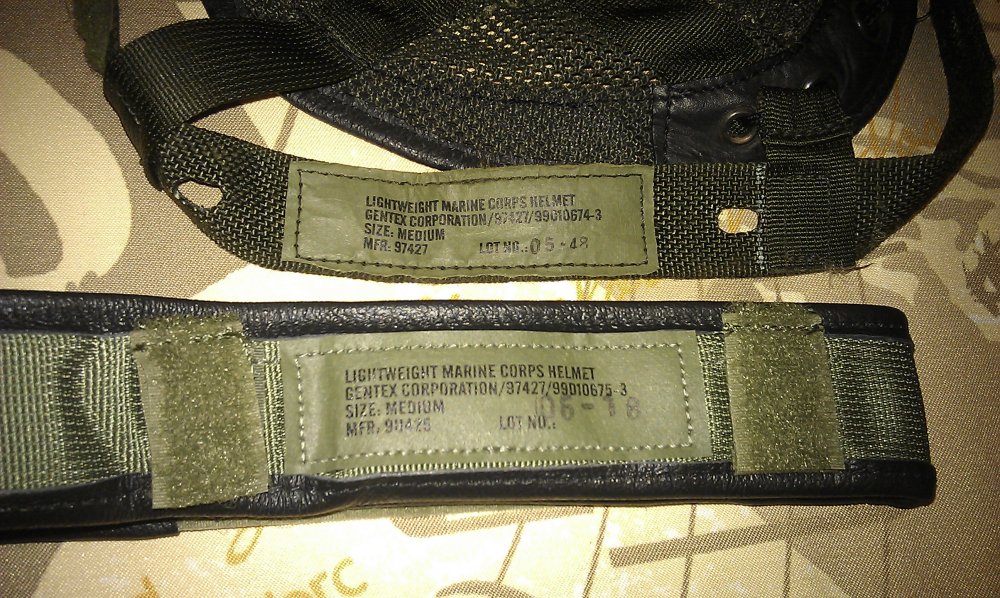 LIGHTWEIGHT MARINE CORPS HELMET
GENTEX CORPORATION/97427/99010674-3
SIZE: MEDIUM
MFR: 97427 LOT NO.: 05-48
LIGHTWEIGHT MARINE CORPS HELMET
GENTEX CORPORATION/97427/99010675-3
SIZE: MEDIUM
MFR: LOT NO.: 06-18